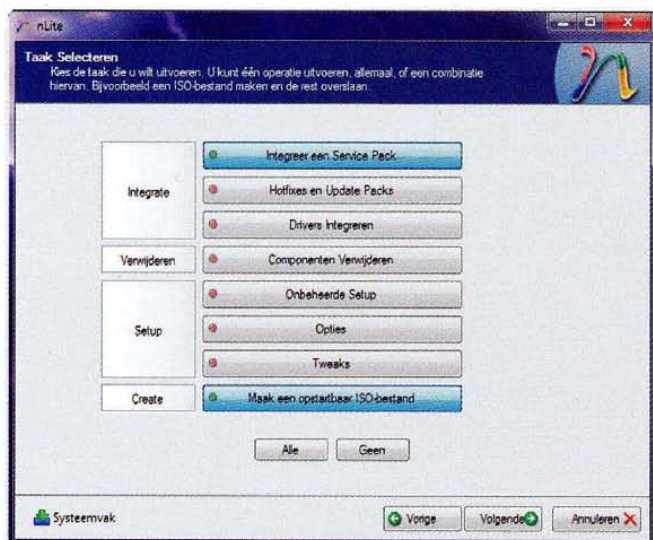 nLite
Taak Selecteren
Kies de taak die u wilt uitvoeren. U kunt één operatie uitvoeren, allemaal, of een combinatie
hiervan. Bijvoorbeeld een ISO-bestand maken en de rest overslaan.
Integrate
Integreer een Service Pack
Hotfixes en Update Packs
Drivers Integreren
Verwijderen
Componenten Verwijderen
Setup
Onbeheerde Setup
Opties
Tweaks
Create
Maak een opstartbaar ISO-bestand
Alle Geen
Systeemvak Vorige Volgende Annuleren